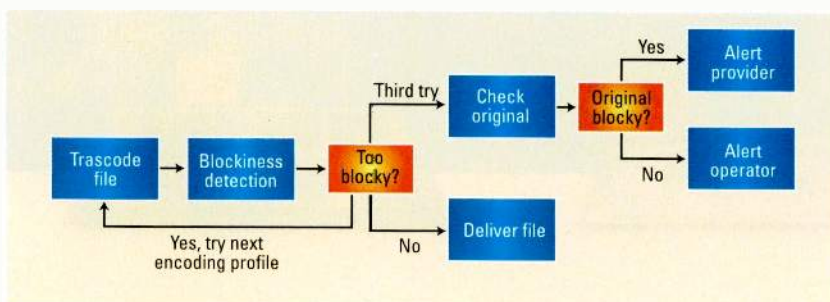 Trascode
file
Blockiness
detection
Too
blocky?
Yes, try next
encoding profile
Third try
No
Check
original
Deliver file
Original
blocky?
Yes
No
Alert
provider
Alert
operator